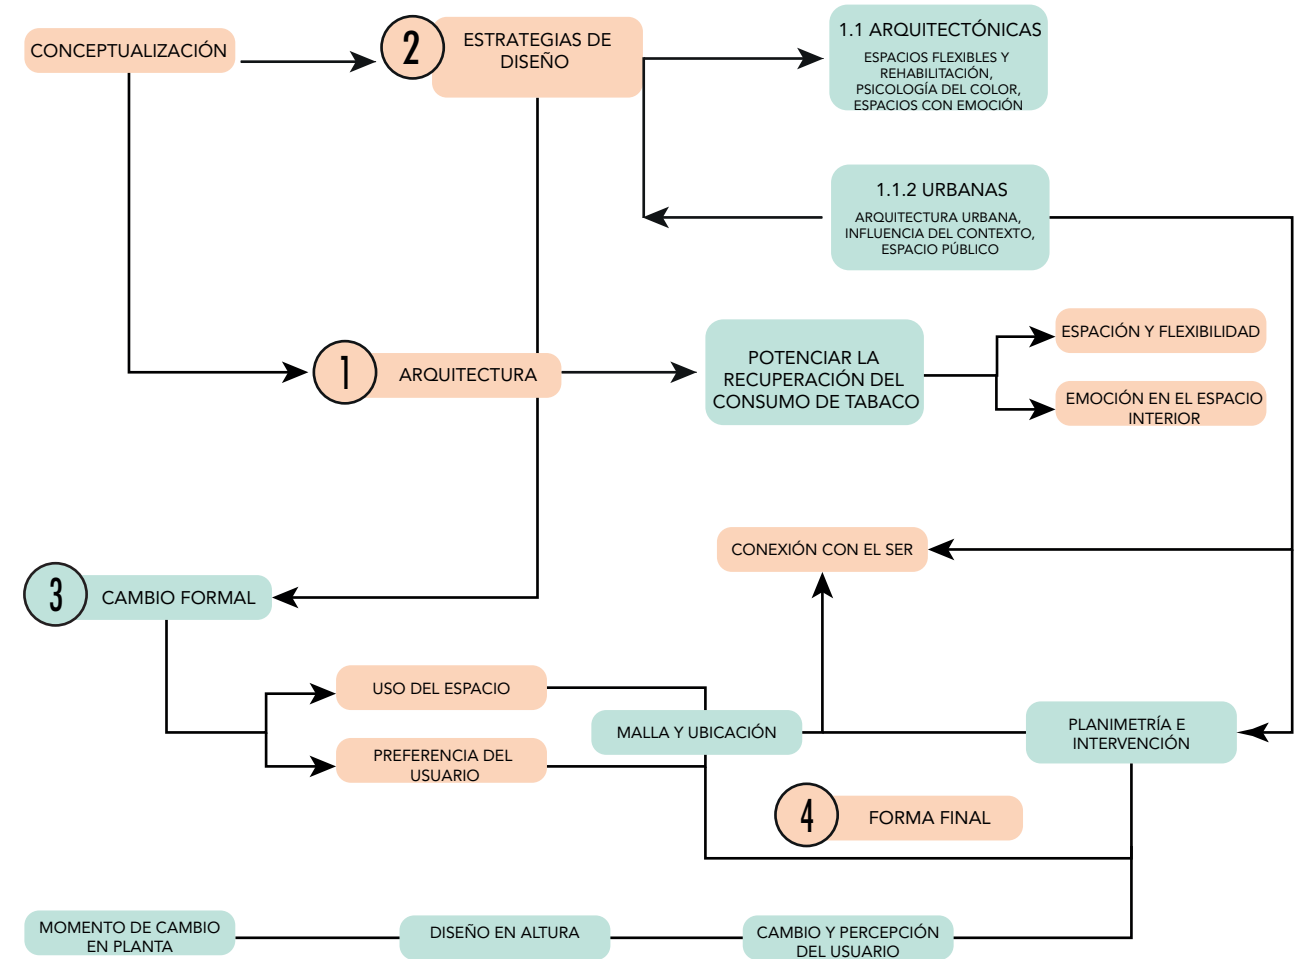 CONCEPTUALIZACIÓN
2
ESTRATEGIAS DE
DISEÑO
1.1 ARQUITECTÓNICAS
ESPACIOS FLEXIBLES Y
REHABILITACIÓN,
PSICOLOGÍA DEL COLOR,
ESPACIOS CON EMOCIÓN
1.1.2 URBANAS
ARQUITECTURA URBANA,
INFLUENCIA DEL CONTEXTO,
ESPACIO PÚBLICO
1
ARQUITECTURA
POTENCIAR LA
RECUPERACIÓN DEL
CONSUMO DE TABACO
ESPACIÓN Y FLEXIBILIDAD
EMOCIÓN EN EL ESPACIO
INTERIOR
CONEXIÓN CON EL SER
3
CAMBIO FORMAL
USO DEL ESPACIO
PREFERENCIA DEL
USUARIO
MALLA Y UBICACIÓN
PLANIMETRÍA E
INTERVENCIÓN
4
FORMA FINAL
MOMENTO DE CAMBIO
EN PLANTA
DISEÑO EN ALTURA
CAMBIO Y PERCEPCIÓN
DEL USUARIO